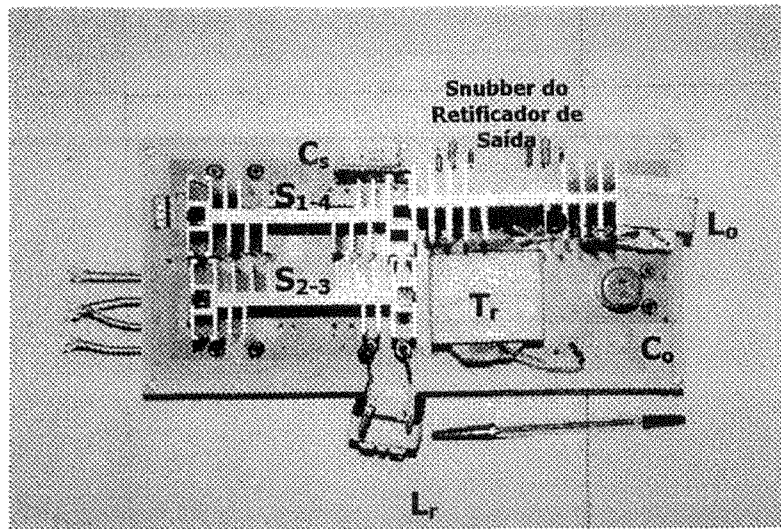 Snubber do
Retificador de
Saída
Cs
S1-4
Lo
S2-3
Tr
Co
Lr